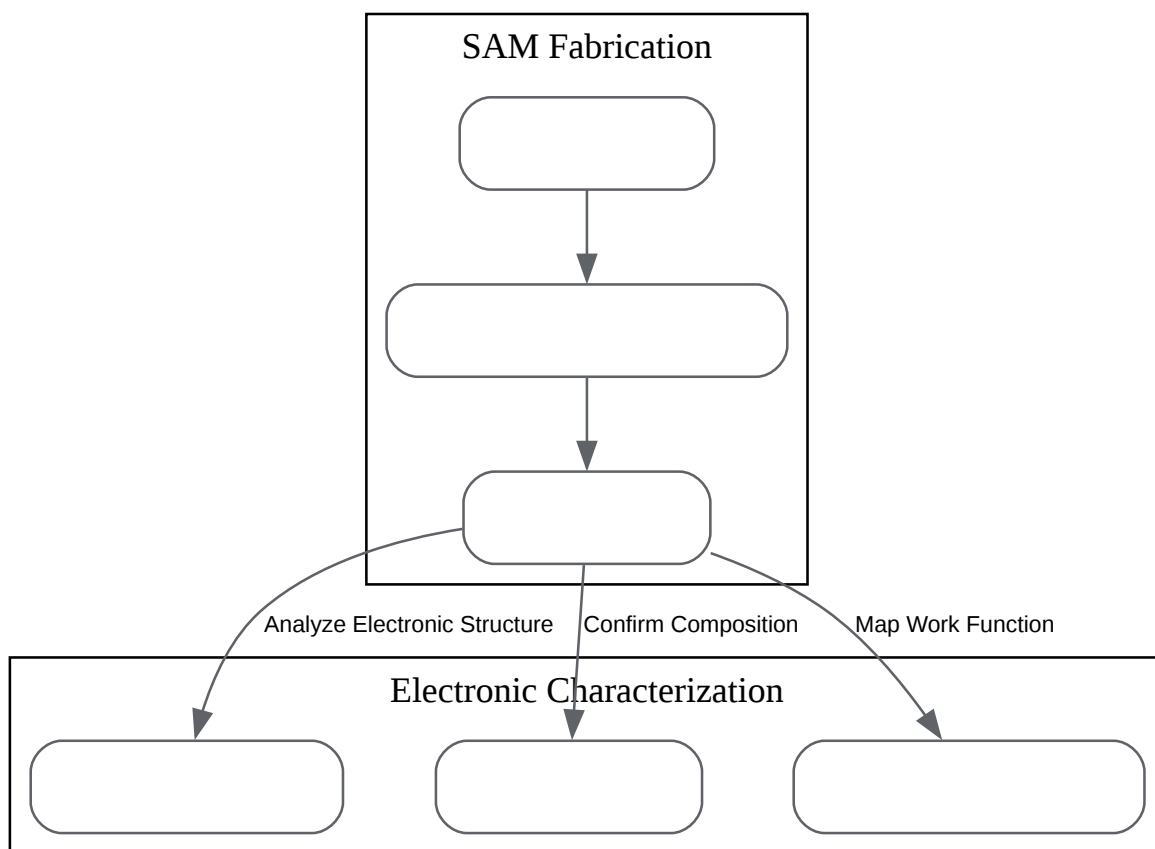 SAM Fabrication
Analyze Electronic Structure
Confirm Composition
Map Work Function
Electronic Characterization